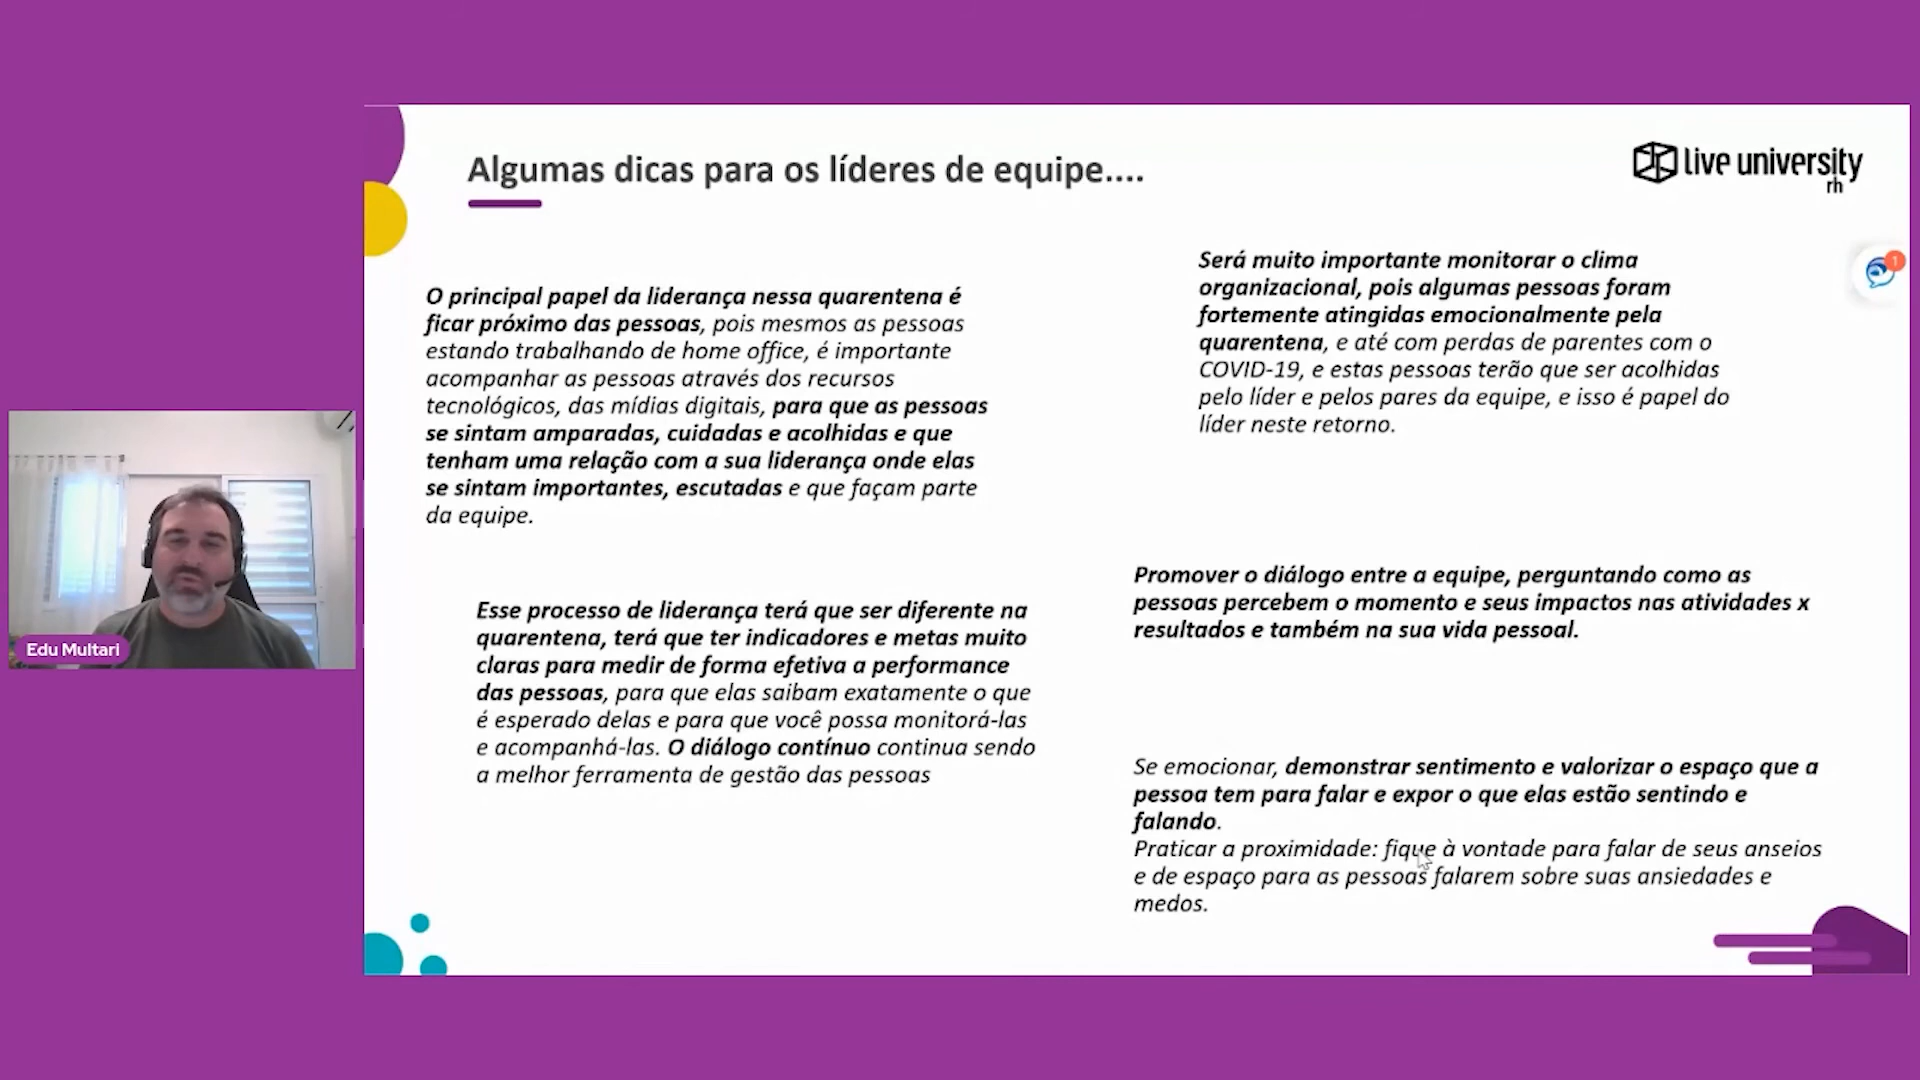 Algumas dicas para os líderes de equipe....
live university
rh
O principal papel da liderança nessa quarentena é
ficar próximo das pessoas, pois mesmos as pessoas
estando trabalhando de home office, é importante
acompanhar as pessoas através dos recursos
tecnológicos, das mídias digitais, para que as pessoas
se sintam amparadas, cuidadas e acolhidas e que
tenham uma relação com a sua liderança onde elas
se sintam importantes, escutadas e que façam parte
da equipe.
Esse processo de liderança terá que ser diferente na
quarentena, terá que ter indicadores e metas muito
claras para medir de forma efetiva a performance
das pessoas, para que elas saibam exatamente o que
é esperado delas e para que você possa monitorá-las
e acompanhá-las. O diálogo contínuo continua sendo
a melhor ferramenta de gestão das pessoas
Será muito importante monitorar o clima
organizacional, pois algumas pessoas foram
fortemente atingidas emocionalmente pela
quarentena, e até com perdas de parentes com o
COVID-19, e estas pessoas terão que ser acolhidas
pelo líder e pelos pares da equipe, e isso é papel do
líder neste retorno.
1
Promover o diálogo entre a equipe, perguntando como as
pessoas percebem o momento e seus impactos nas atividades x
resultados e também na sua vida pessoal.
Se emocionar, demonstrar sentimento e valorizar o espaço que a
pessoa tem para falar e expor o que elas estão sentindo e
falando.
Praticar a proximidade: fique à vontade para falar de seus anseios
e de espaço para as pessoas falarem sobre suas ansiedades e
medos.
Edu Multari